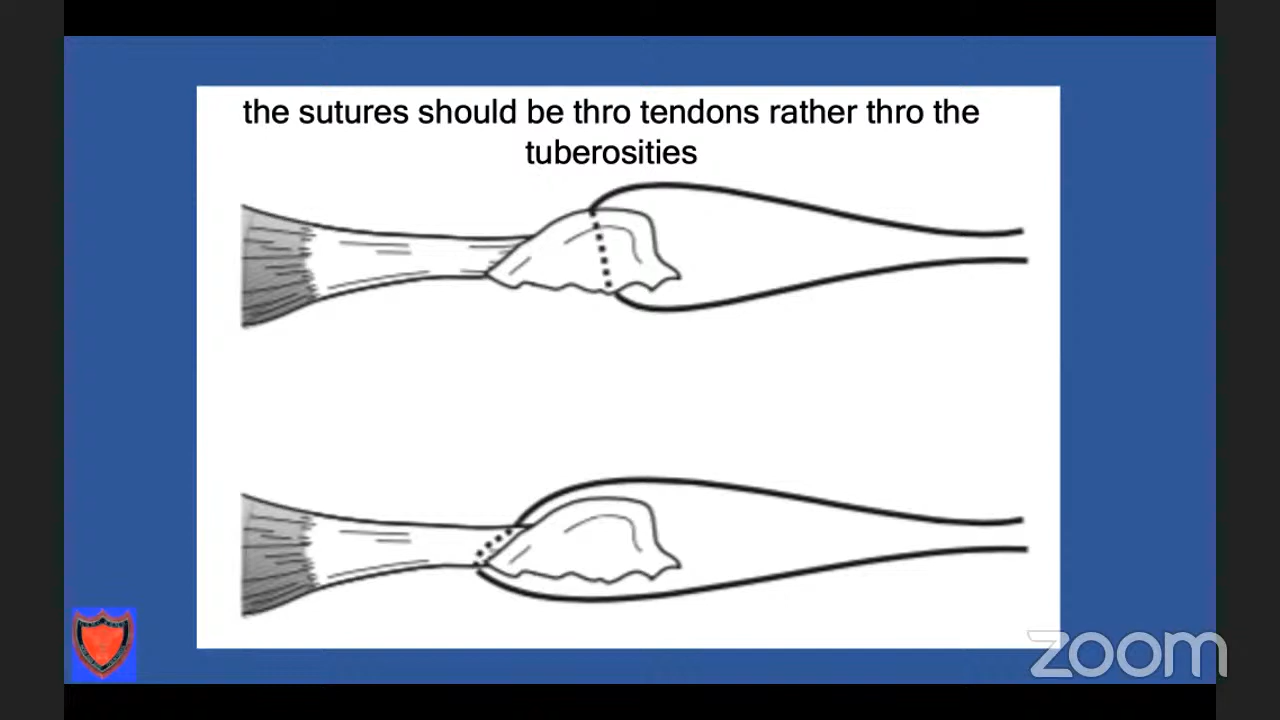 the sutures should be thro tendons rather thro the
tuberosities
zoom